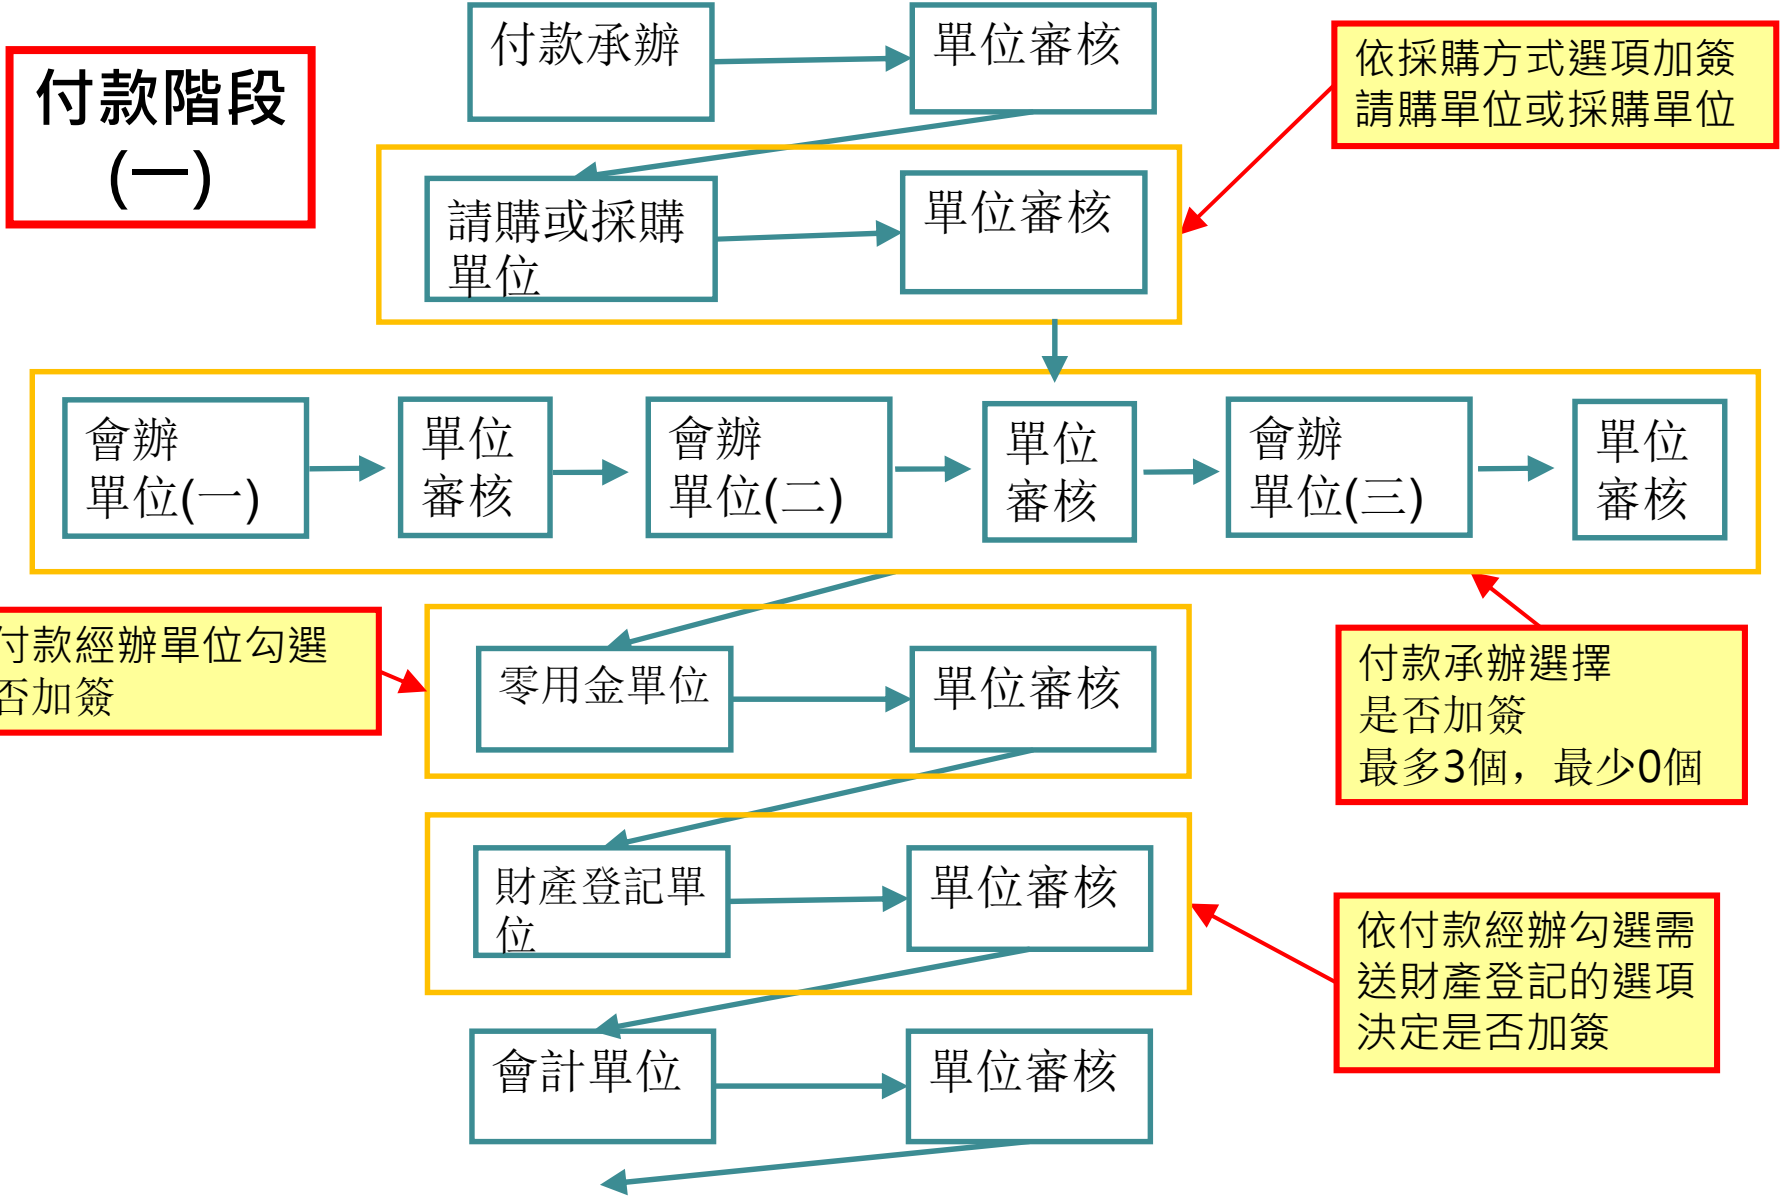 付款階段
(一)
付款承辦
單位審核
依採購方式選項加簽
請購單位或採購單位
請購或採購
單位
單位審核
會辦
單位(一)
單位
審核
會辦
單位(二)
單位
審核
會辦
單位(三)
單位
審核
付款經辦單位勾選
否加簽
零用金單位
單位審核
付款承辦選擇
是否加簽
最多3個，最少0個
財產登記單
位
單位審核
依付款經辦勾選需
送財產登記的選項
決定是否加簽
會計單位
單位審核